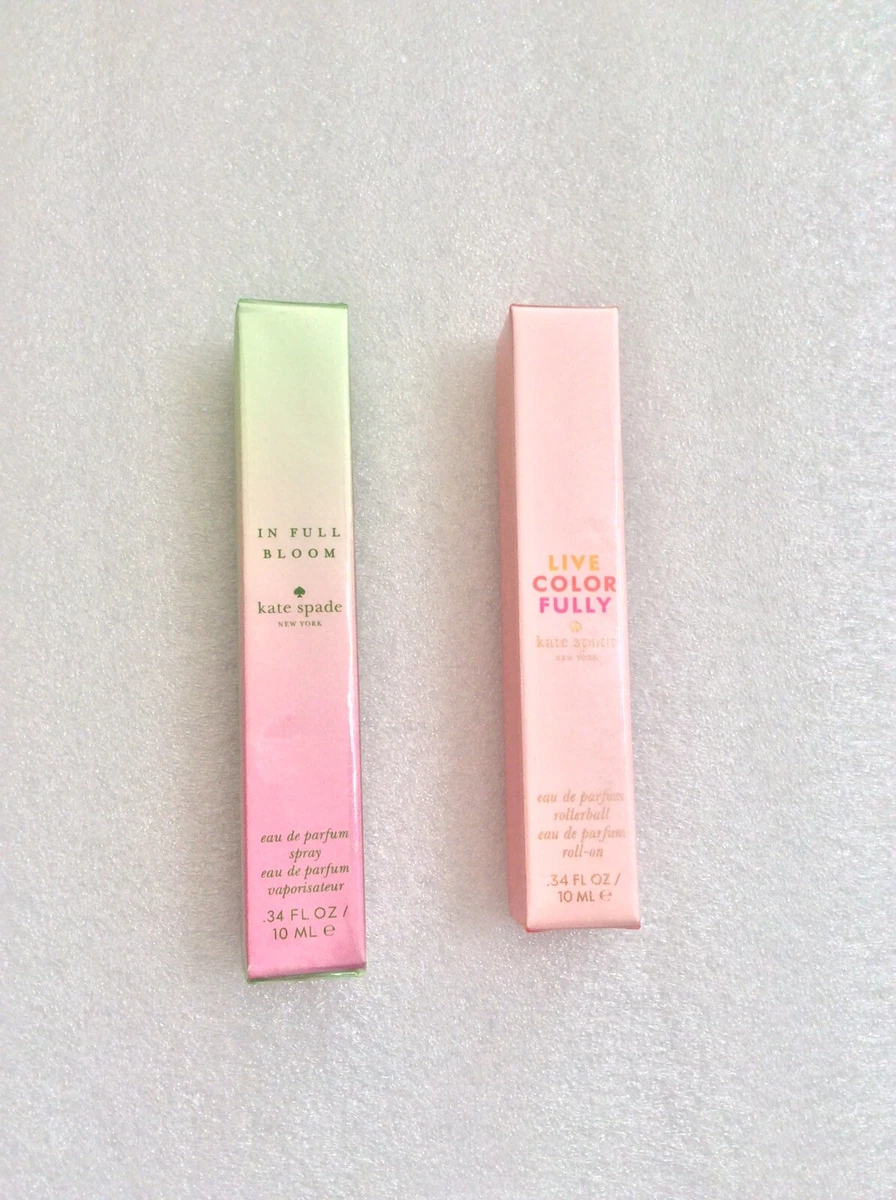 IN FULL
BLOOM
kate spade
NEW YORK
eau de parfum
spray
eau de parfum
vaporisateur
.34 FL OZ /
10 ML ℮
LIVE
COLOR
FULLY
kate spade
NEW YORK
eau de parfum
rollerball
eau de parfum
roll-on
.34 FL OZ /
10 ML ℮